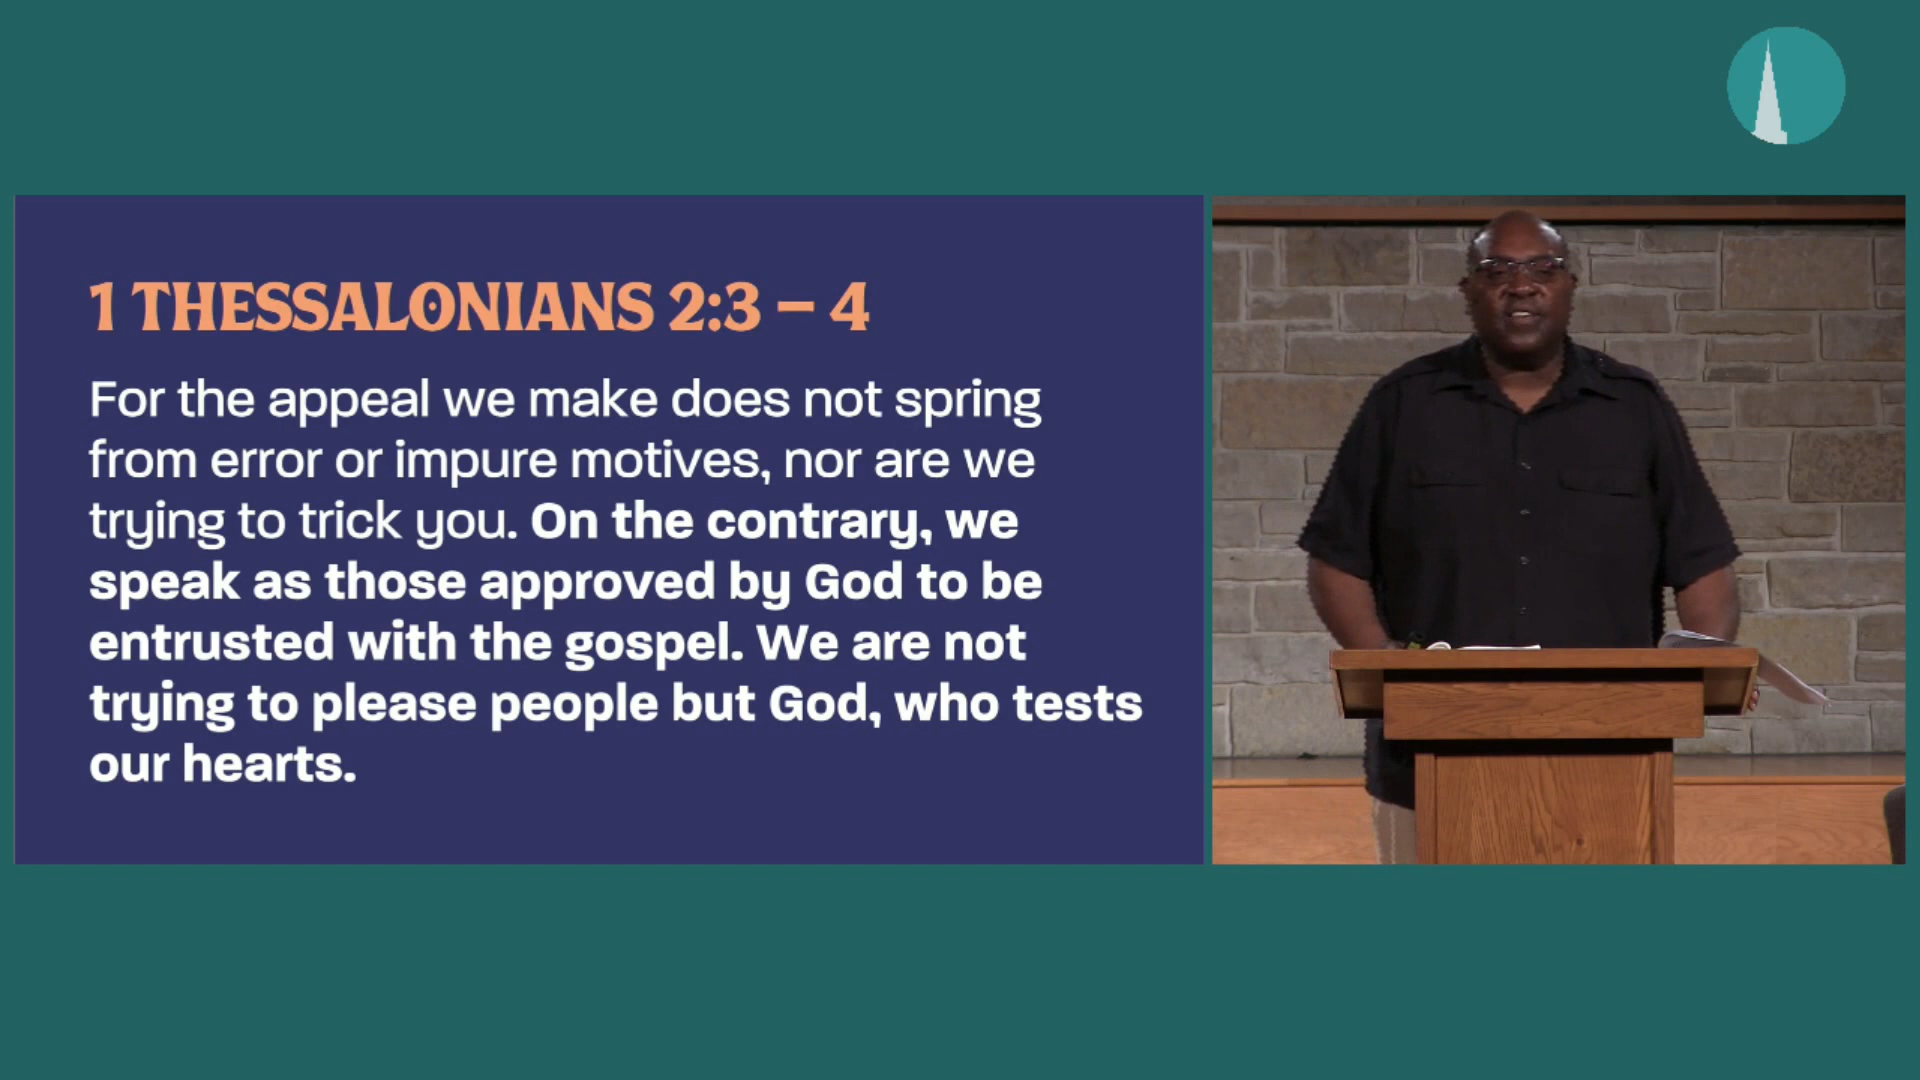 1 THESSALONIANS 2:3 – 4
For the appeal we make does not spring
from error or impure motives, nor are we
trying to trick you. On the contrary, we
speak as those approved by God to be
entrusted with the gospel. We are not
trying to please people but God, who tests
our hearts.